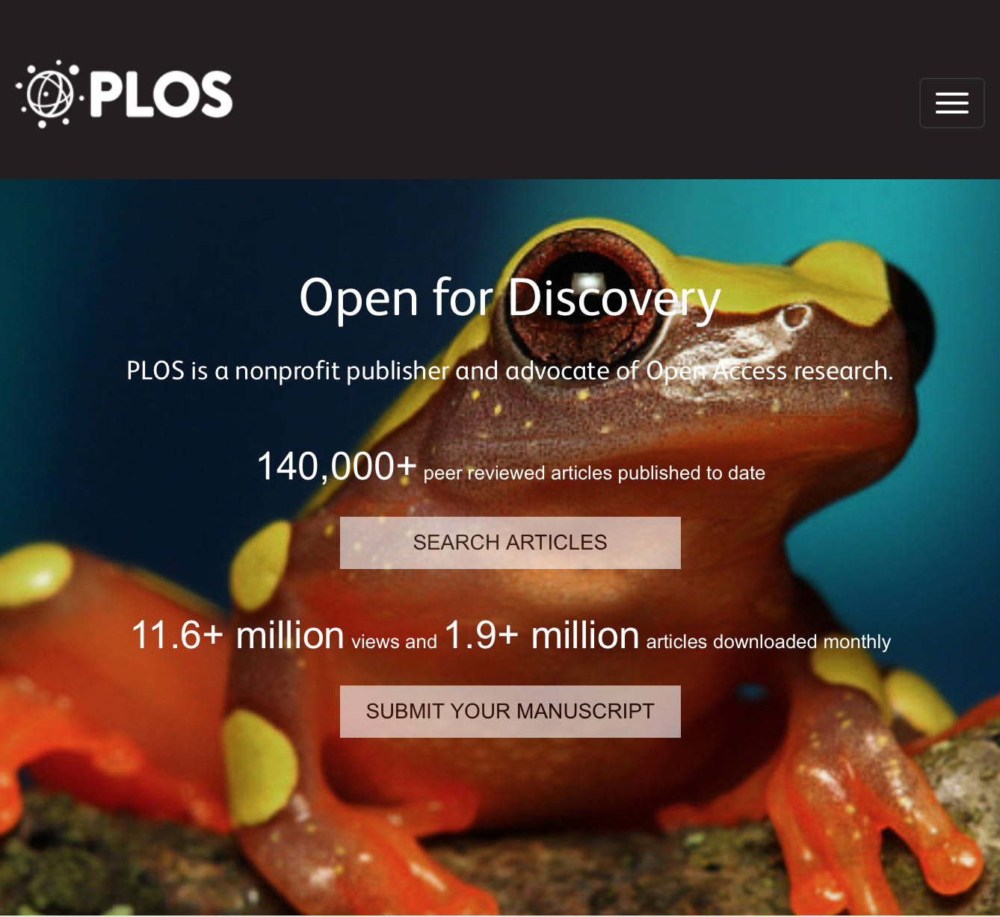 PLOS
Open for Discovery
PLOS is a nonprofit publisher and advocate of Open Access research.
140,000+ peer reviewed articles published to date
SEARCH ARTICLES
11.6+ million views and 1.9+ million articles downloaded monthly
SUBMIT YOUR MANUSCRIPT